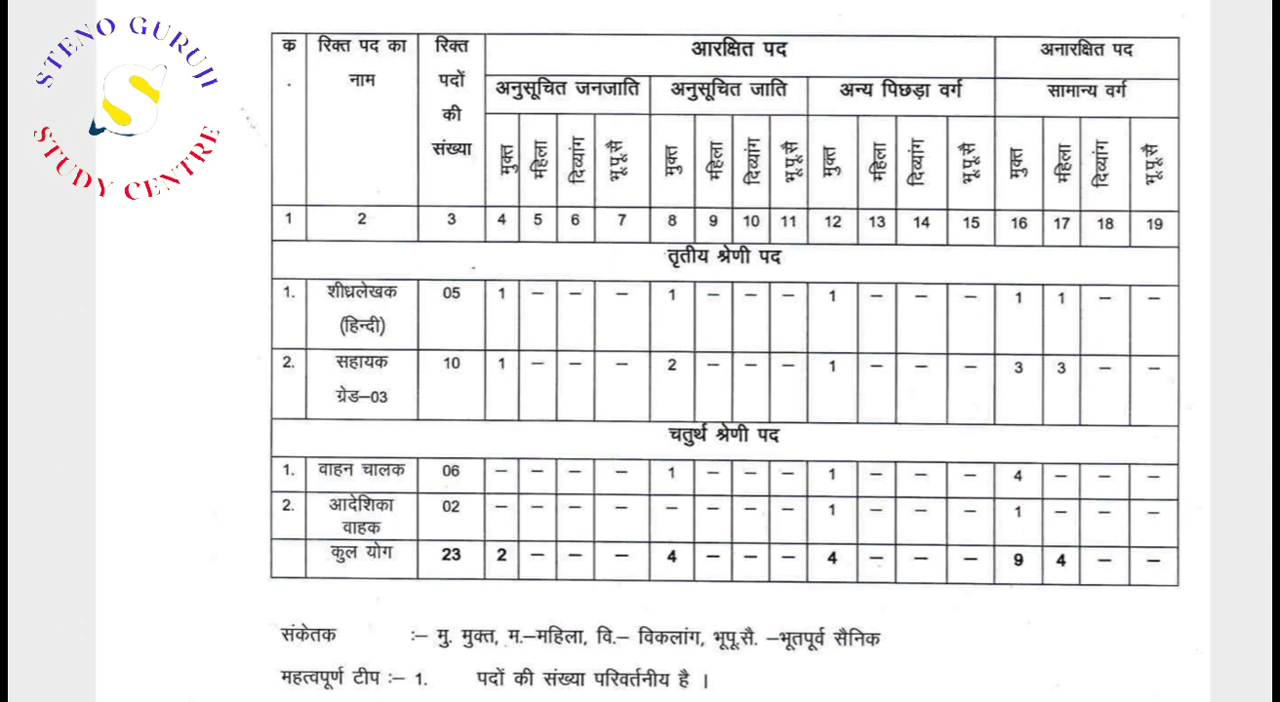 STENO GURUJI
STUDY CENTRE
क रिक्त पद का रिक्त आरक्षित पद अनारक्षित पद
. नाम पदों अनुसूचित जनजाति अनुसूचित जाति अन्य पिछड़ा वर्ग सामान्य वर्ग
की
संख्या मुक्त महिला दिव्यांग भू.पू.सै मुक्त महिला दिव्यांग भू.पू.सै मुक्त महिला दिव्यांग भू.पू.सै मुक्त महिला दिव्यांग भू.पू.सै
1 2 3 4 5 6 7 8 9 10 11 12 13 14 15 16 17 18 19
तृतीय श्रेणी पद
1. शीघ्रलेखक 05 1 – – – 1 – – – 1 – – – 1 1 – –
(हिन्दी)
2. सहायक 10 1 – – – 2 – – – 1 – – – 3 3 – –
ग्रेड–03
चतुर्थ श्रेणी पद
1. वाहन चालक 06 – – – – 1 – – – 1 – – – 4 – – –
2. आदेशिका 02 – – – – – – – – 1 – – – 1 – – –
वाहक
कुल योग 23 2 – – – 4 – – – 4 – – – 9 4 – –
संकेतक :– मु. मुक्त, म.–महिला, वि.– विकलांग, भू.पू.सै. –भूतपूर्व सैनिक
महत्वपूर्ण टीप :– 1. पदों की संख्या परिवर्तनीय है ।